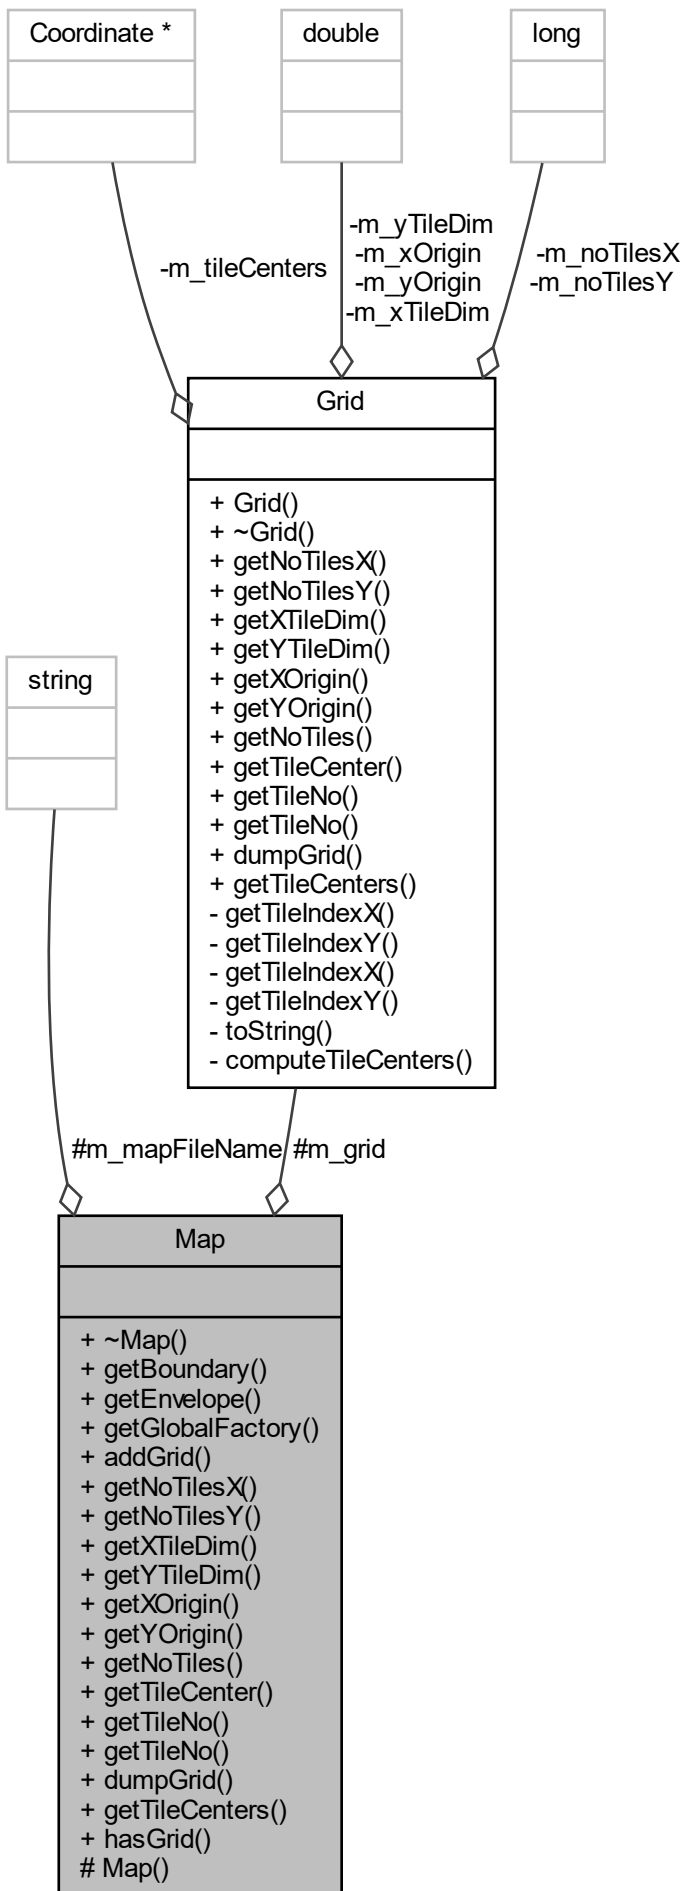 Coordinate *
double
long
-m_tileCenters
-m_yTileDim
-m_xOrigin
-m_yOrigin
-m_xTileDim
-m_noTilesX
-m_noTilesY
Grid
+ Grid()
+ ~Grid()
+ getNoTilesX()
+ getNoTilesY()
+ getXTileDim()
+ getYTileDim()
+ getXOrigin()
+ getYOrigin()
+ getNoTiles()
+ getTileCenter()
+ getTileNo()
+ getTileNo()
+ dumpGrid()
+ getTileCenters()
- getTileIndexX()
- getTileIndexY()
- getTileIndexX()
- getTileIndexY()
- toString()
- computeTileCenters()
string
#m_mapFileName
#m_grid
Map
+ ~Map()
+ getBoundary()
+ getEnvelope()
+ getGlobalFactory()
+ addGrid()
+ getNoTilesX()
+ getNoTilesY()
+ getXTileDim()
+ getYTileDim()
+ getXOrigin()
+ getYOrigin()
+ getNoTiles()
+ getTileCenter()
+ getTileNo()
+ getTileNo()
+ dumpGrid()
+ getTileCenters()
+ hasGrid()
# Map()